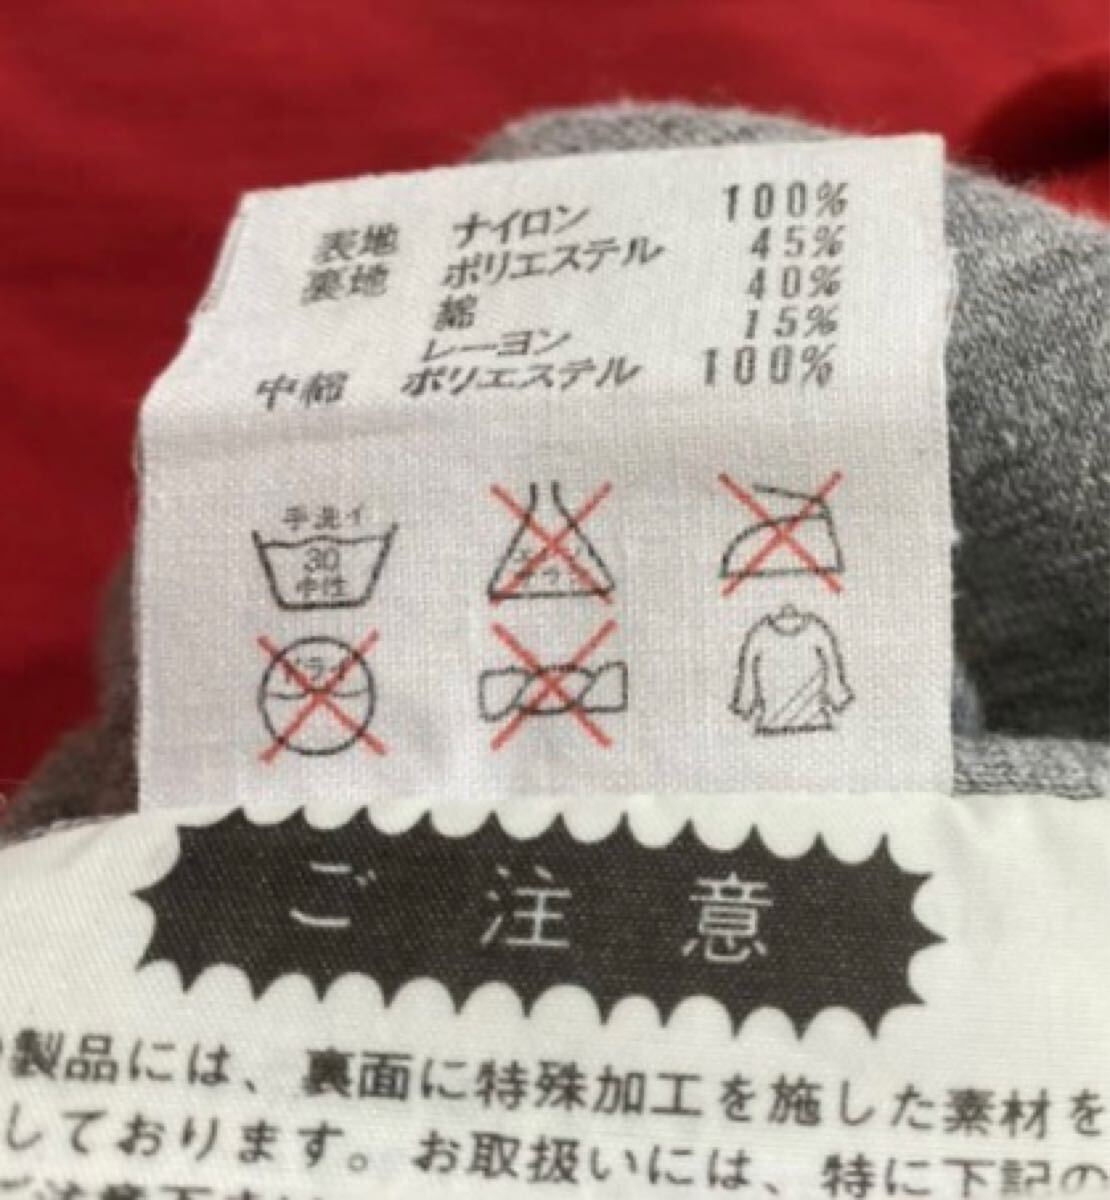 表地 ナイロン 100%
裏地 ポリエステル 45%
綿 40%
レーヨン 15%
中綿 ポリエステル 100%
手洗イ
30
中性
ドライ
ご注意
製品には、裏面に特殊加工を施した素材を
しております。お取扱いには、特に下記の